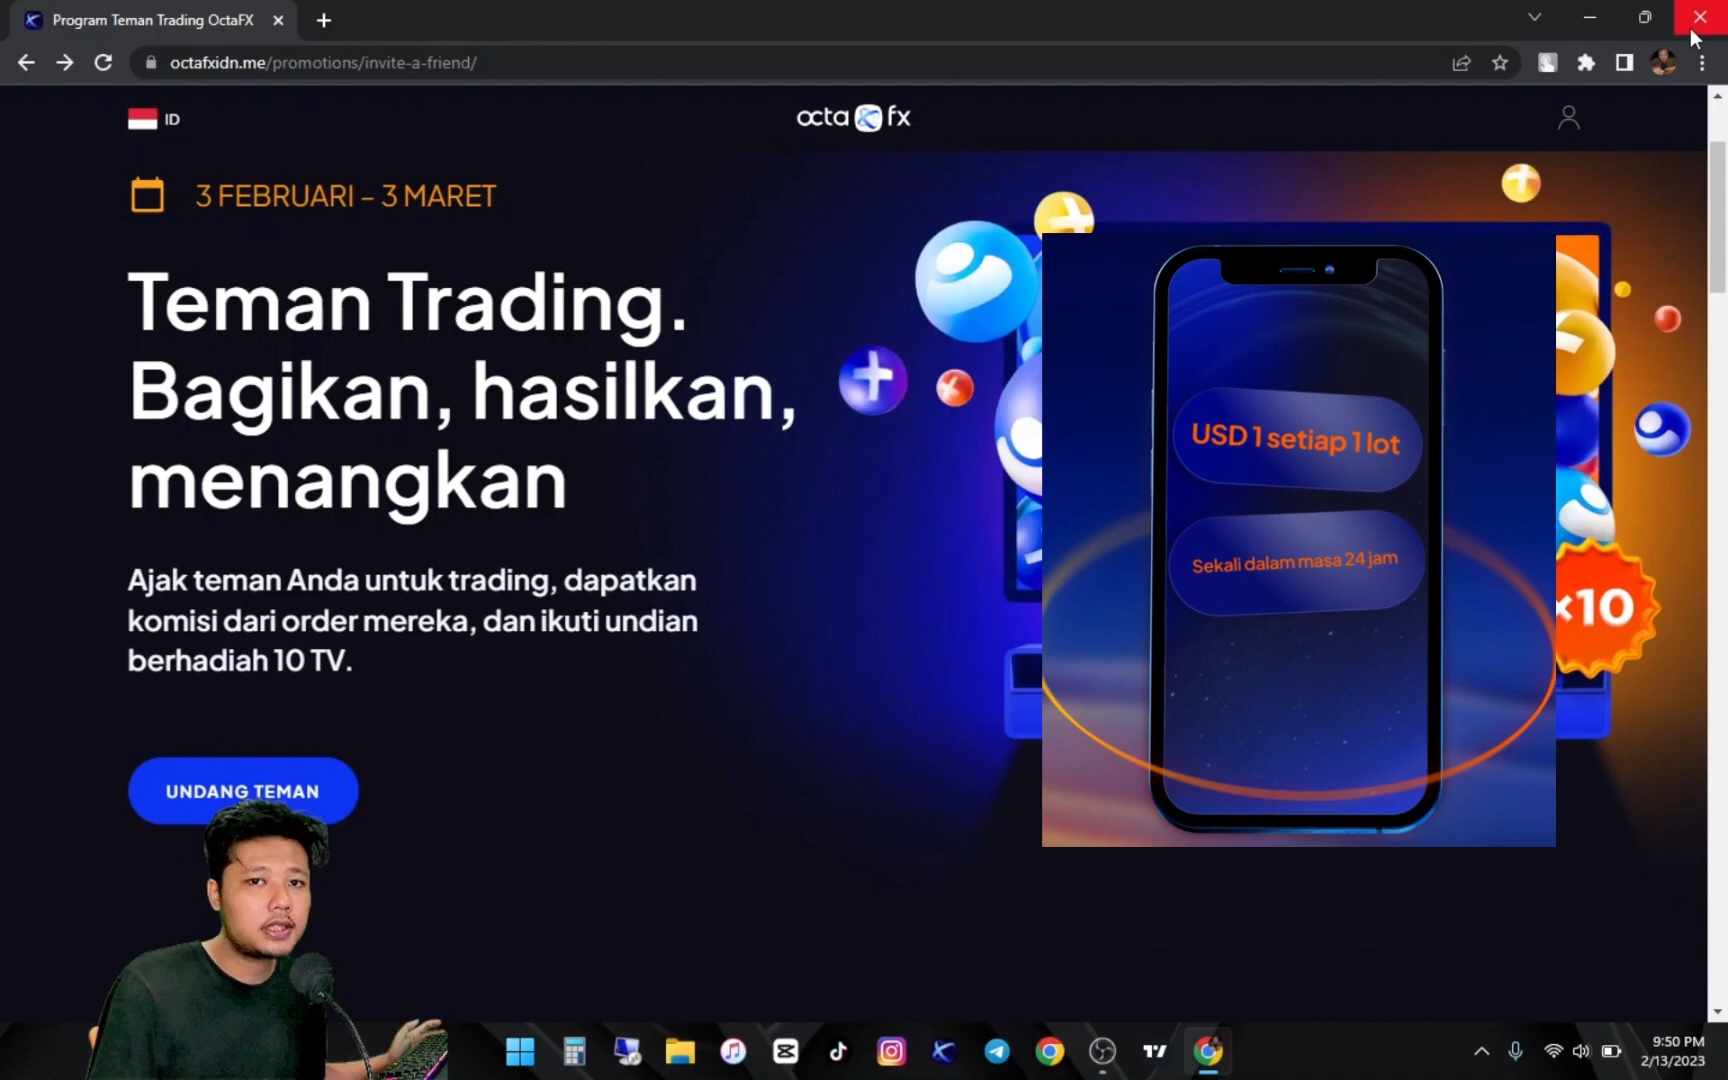 Program Teman Trading OctaFX
octafxidn.me/promotions/invite-a-friend/
ID
octa fx
3 FEBRUARI – 3 MARET
Teman Trading.
Bagikan, hasilkan,
menangkan
Ajak teman Anda untuk trading, dapatkan
komisi dari order mereka, dan ikuti undian
berhadiah 10 TV.
UNDANG TEMAN
USD 1 setiap 1 lot
Sekali dalam masa 24 jam
×10
9:50 PM
2/13/2023